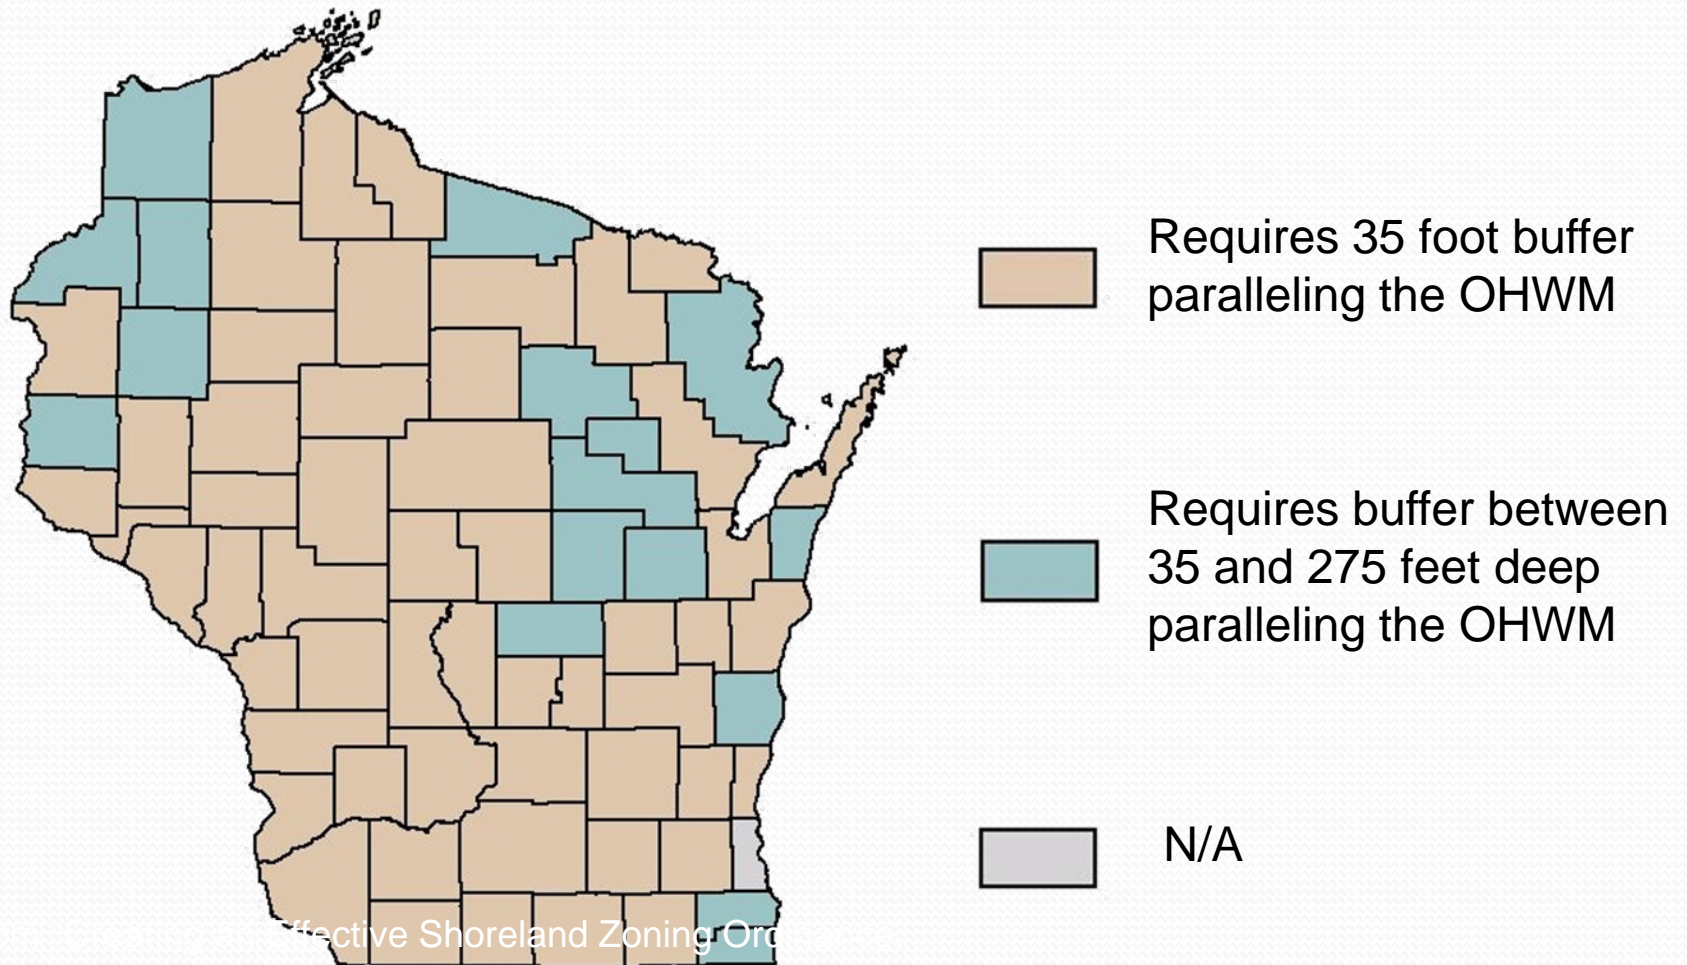 Requires 35 foot buffer
paralleling the OHWM
Requires buffer between
35 and 275 feet deep
paralleling the OHWM
N/A
Effective Shoreland Zoning